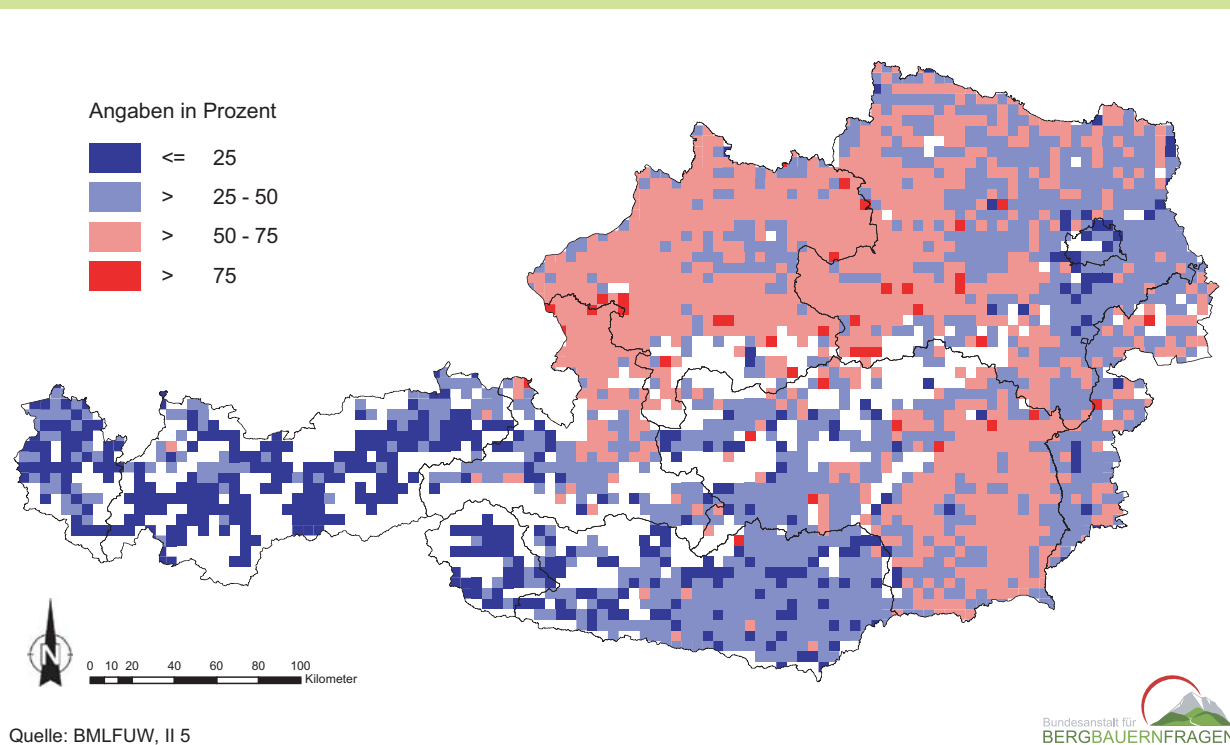 Angaben in Prozent
<= 25
> 25 - 50
> 50 - 75
> 75
N
0 10 20 40 60 80 100
Kilometer
Quelle: BMLFUW, II 5
Bundesanstalt für
BERGBAUERNFRAGEN